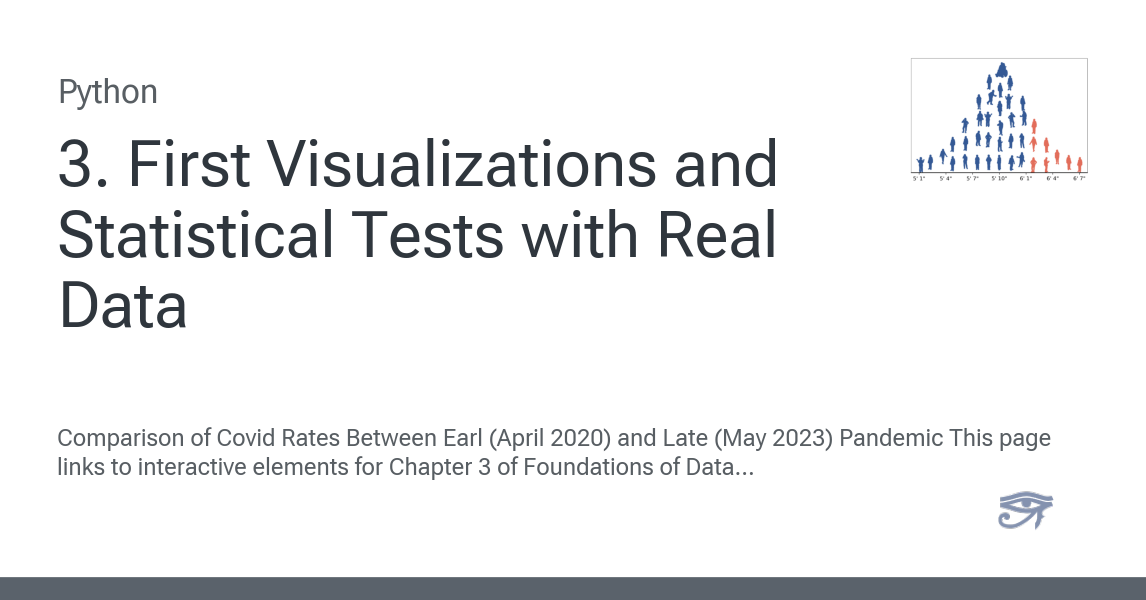 Python
3. First Visualizations and
Statistical Tests with Real
Data
5' 1" 5' 4" 5' 7" 5' 10" 6' 1" 6' 4" 6' 7"
Comparison of Covid Rates Between Earl (April 2020) and Late (May 2023) Pandemic This page
links to interactive elements for Chapter 3 of Foundations of Data...